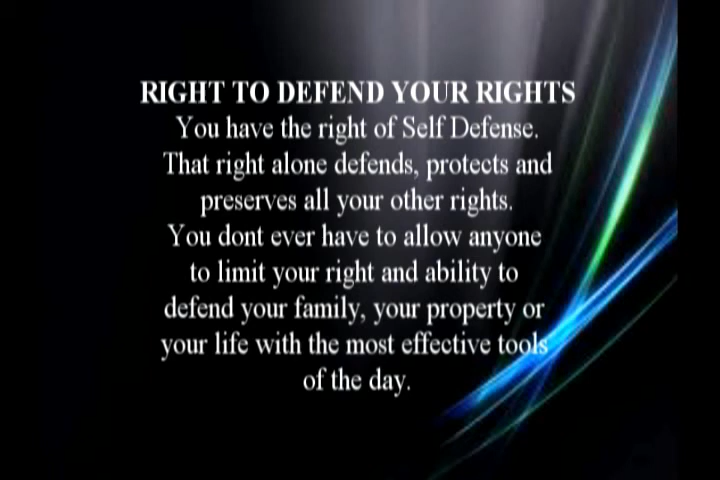 RIGHT TO DEFEND YOUR RIGHTS
You have the right of Self Defense.
That right alone defends, protects and
preserves all your other rights.
You dont ever have to allow anyone
to limit your right and ability to
defend your family, your property or
your life with the most effective tools
of the day.